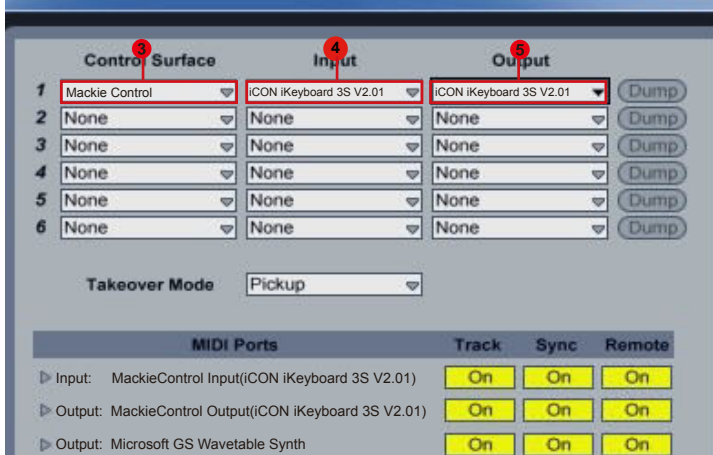 3 4 5
Control Surface Input Output
1 Mackie Control iCON iKeyboard 3S V2.01 iCON iKeyboard 3S V2.01 Dump
2 None None None Dump
3 None None None Dump
4 None None None Dump
5 None None None Dump
6 None None None Dump
Takeover Mode Pickup
MIDI Ports Track Sync Remote
Input: MackieControl Input(iCON iKeyboard 3S V2.01) On On On
Output: MackieControl Output(iCON iKeyboard 3S V2.01) On On On
Output: Microsoft GS Wavetable Synth On On On